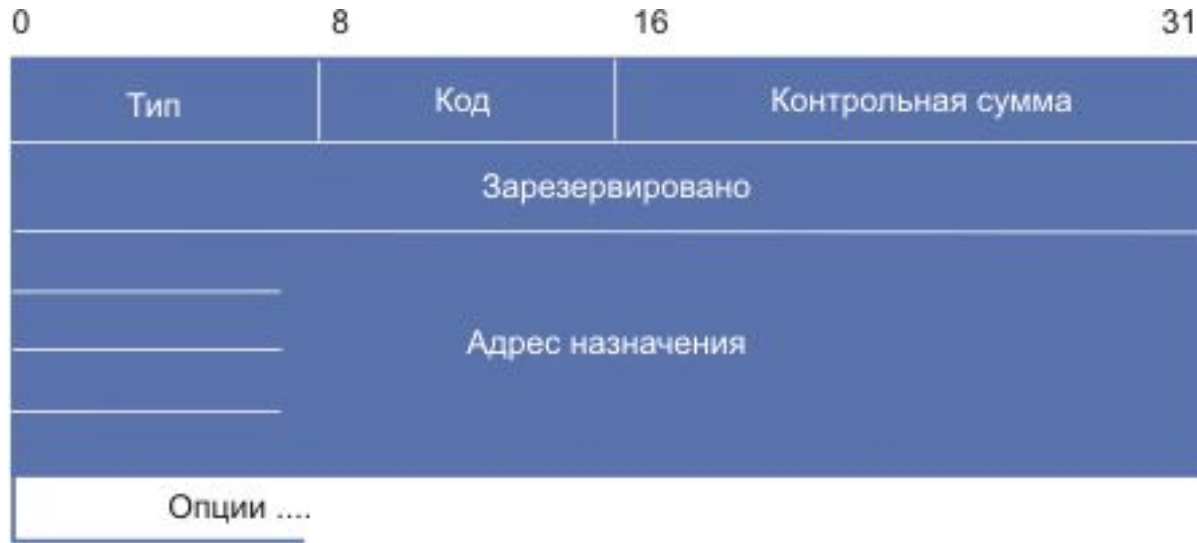 0 8 16 31
Тип Код Контрольная сумма
Зарезервировано
Адрес назначения
Опции ....